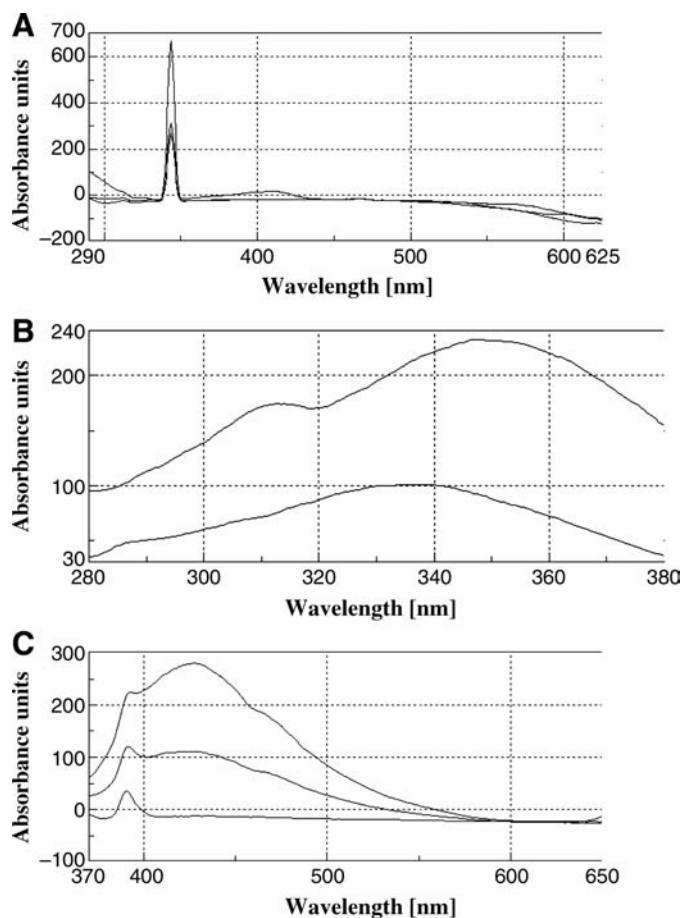 A
Absorbance units
700
600
400
200
0
–200
290 400 500 600 625
Wavelength [nm]
B
Absorbance units
240
200
100
30
280 300 320 340 360 380
Wavelength [nm]
C
Absorbance units
300
200
100
0
–100
370 400 500 600 650
Wavelength [nm]